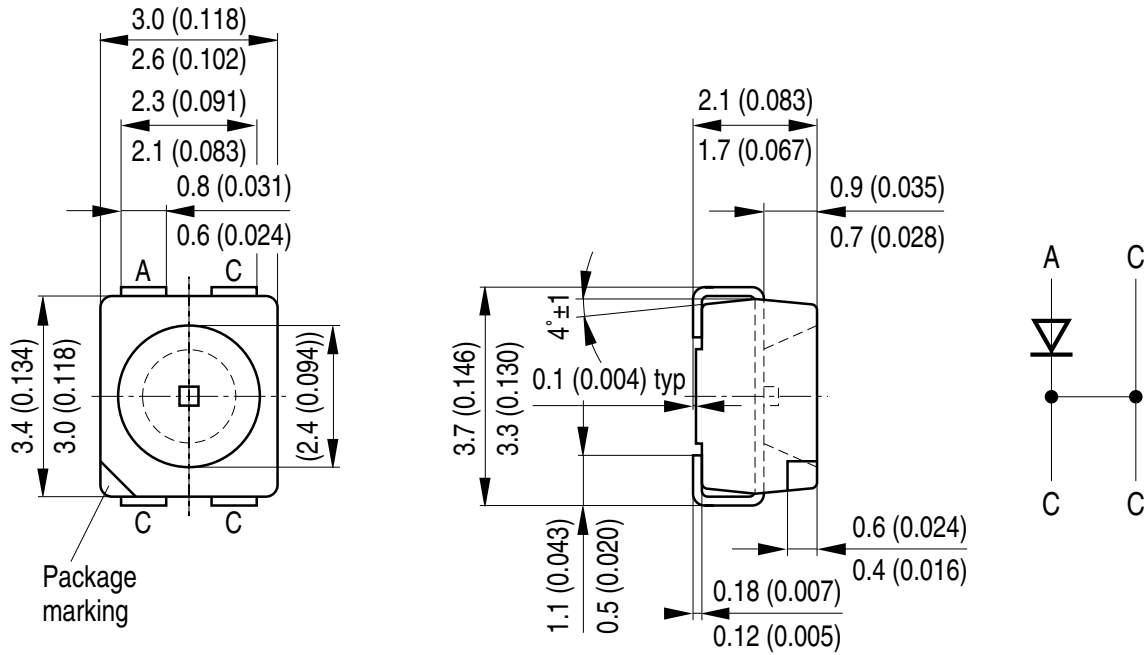 3.0 (0.118)
2.6 (0.102)
2.3 (0.091)
2.1 (0.083)
0.8 (0.031)
0.6 (0.024)
A
C
3.4 (0.134)
3.0 (0.118)
(2.4 (0.094))
C
C
Package
marking
2.1 (0.083)
1.7 (0.067)
0.9 (0.035)
0.7 (0.028)
4°±1
0.1 (0.004) typ
3.7 (0.146)
3.3 (0.130)
1.1 (0.043)
0.5 (0.020)
0.6 (0.024)
0.4 (0.016)
0.18 (0.007)
0.12 (0.005)
A
C
C
C